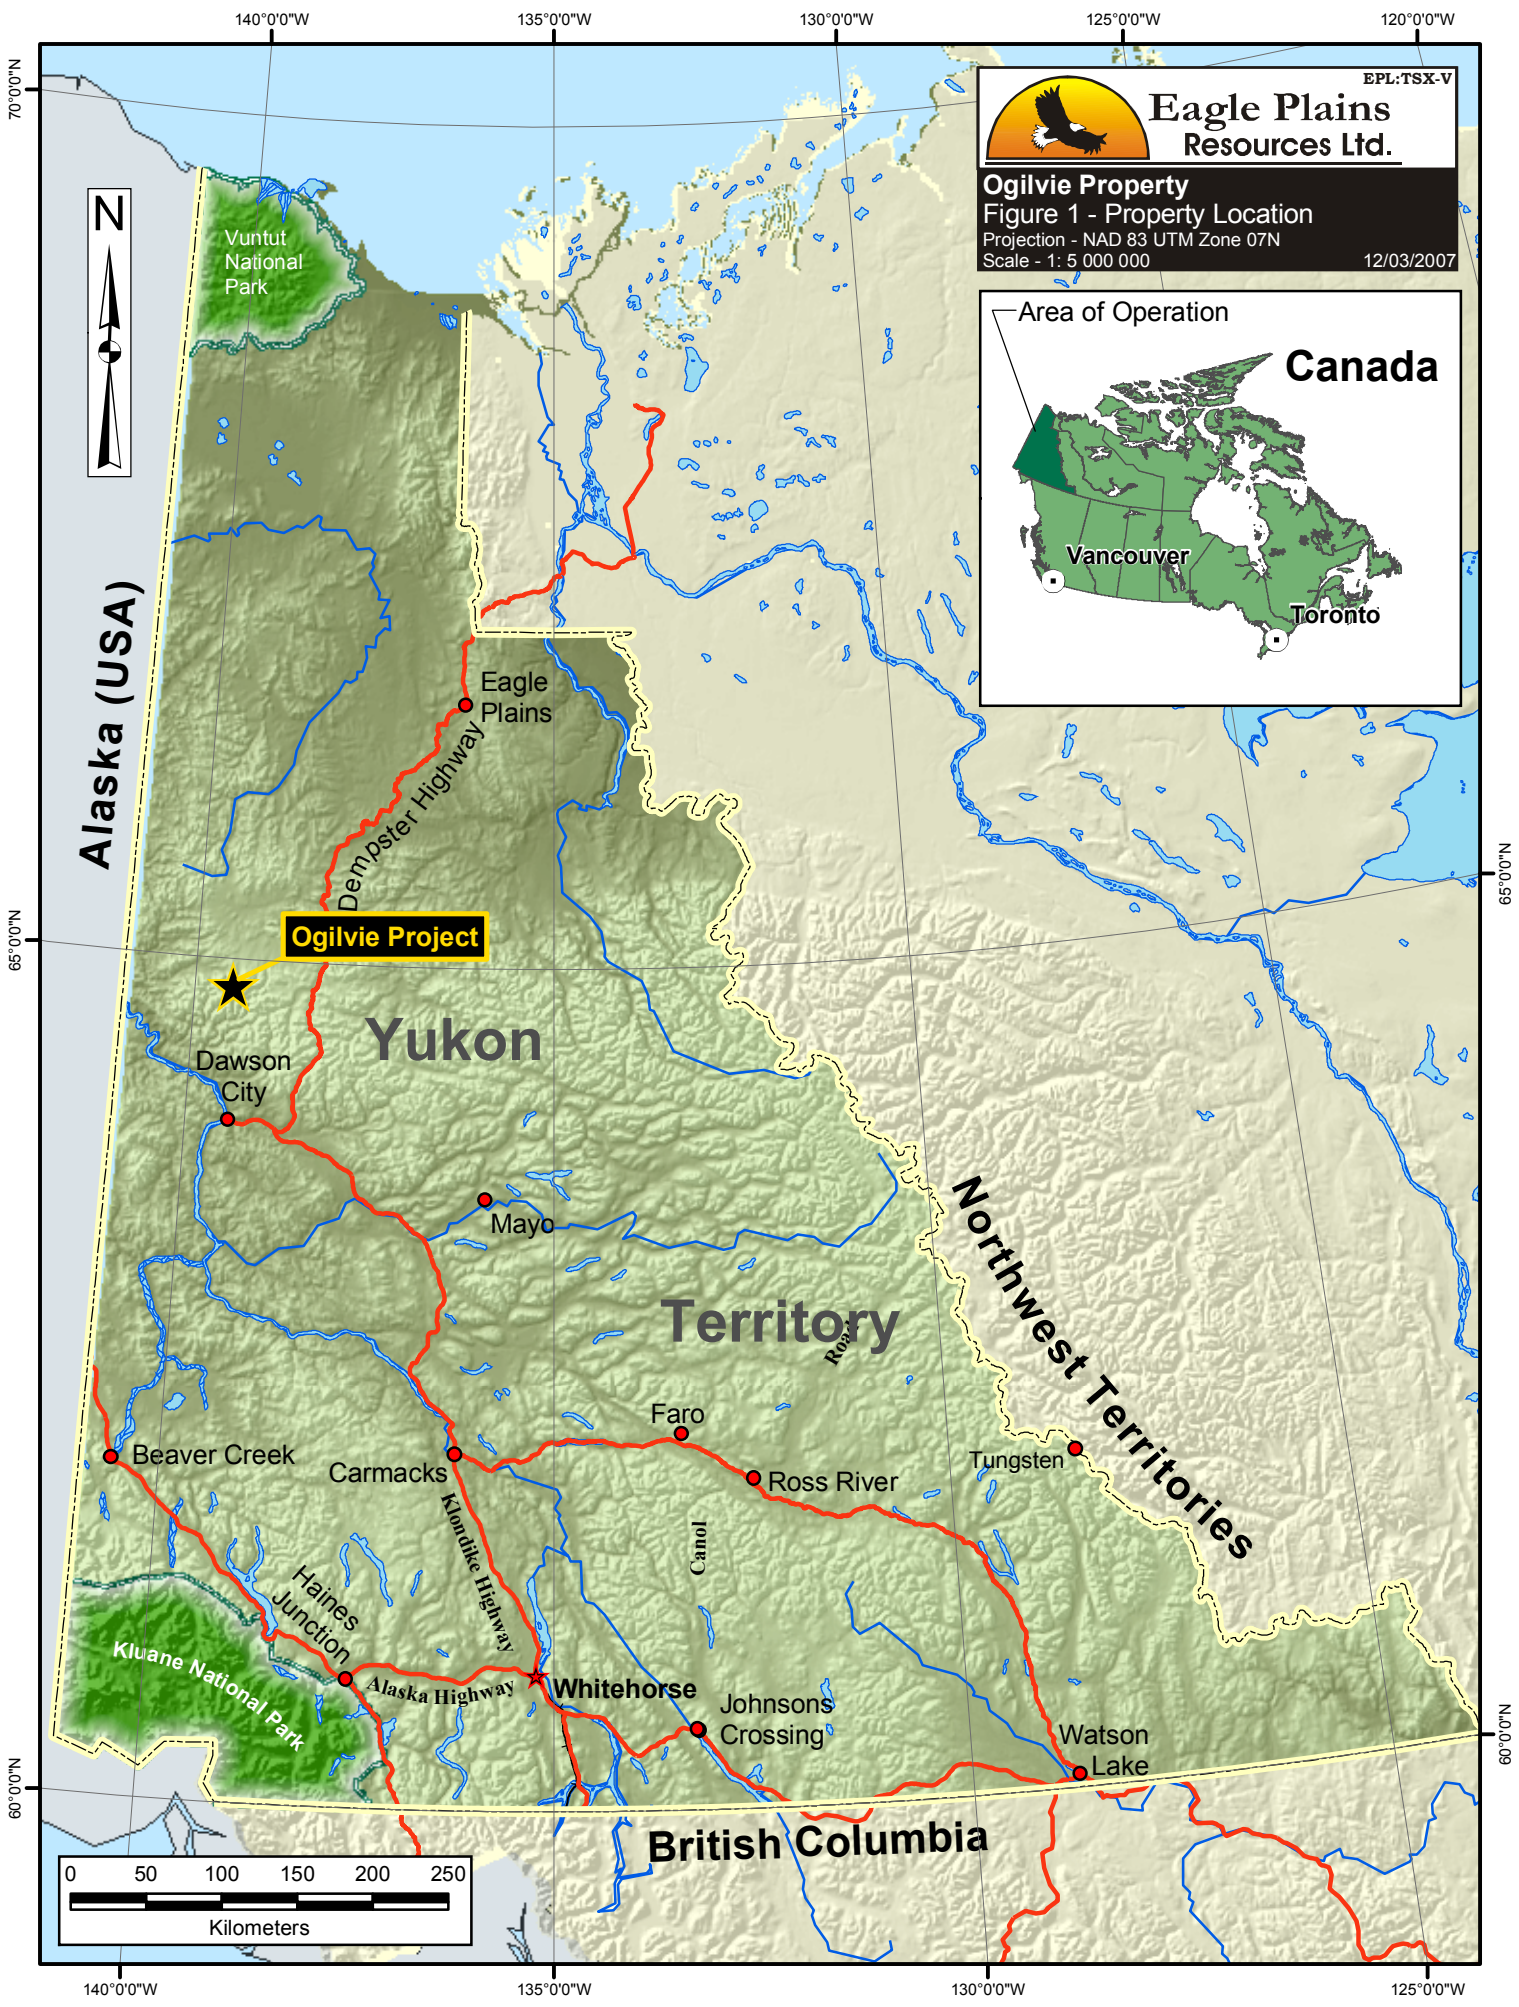 140°0'0"W
135°0'0"W
130°0'0"W
125°0'0"W
120°0'0"W
70°0'0"N
EPL:TSX-V
Eagle Plains
Resources Ltd.
Ogilvie Property
Figure 1 - Property Location
Projection - NAD 83 UTM Zone 07N
Scale - 1: 5 000 000
12/03/2007
N
Vuntut
National
Park
Area of Operation
Canada
Vancouver
Toronto
Alaska (USA)
Eagle
Plains
Dempster Highway
65°0'0"N
65°0'0"N
Ogilvie Project
Yukon
Dawson
City
Mayo
Northwest Territories
Territory
Road
Faro
Beaver Creek
Carmacks
Ross River
Tungsten
Klondike Highway
Canol
Haines
Junction
Kluane National Park
Alaska Highway
Whitehorse
Johnsons
Crossing
Watson
Lake
60°0'0"N
60°0'0"N
British Columbia
0
50
100
150
200
250
Kilometers
140°0'0"W
135°0'0"W
130°0'0"W
125°0'0"W